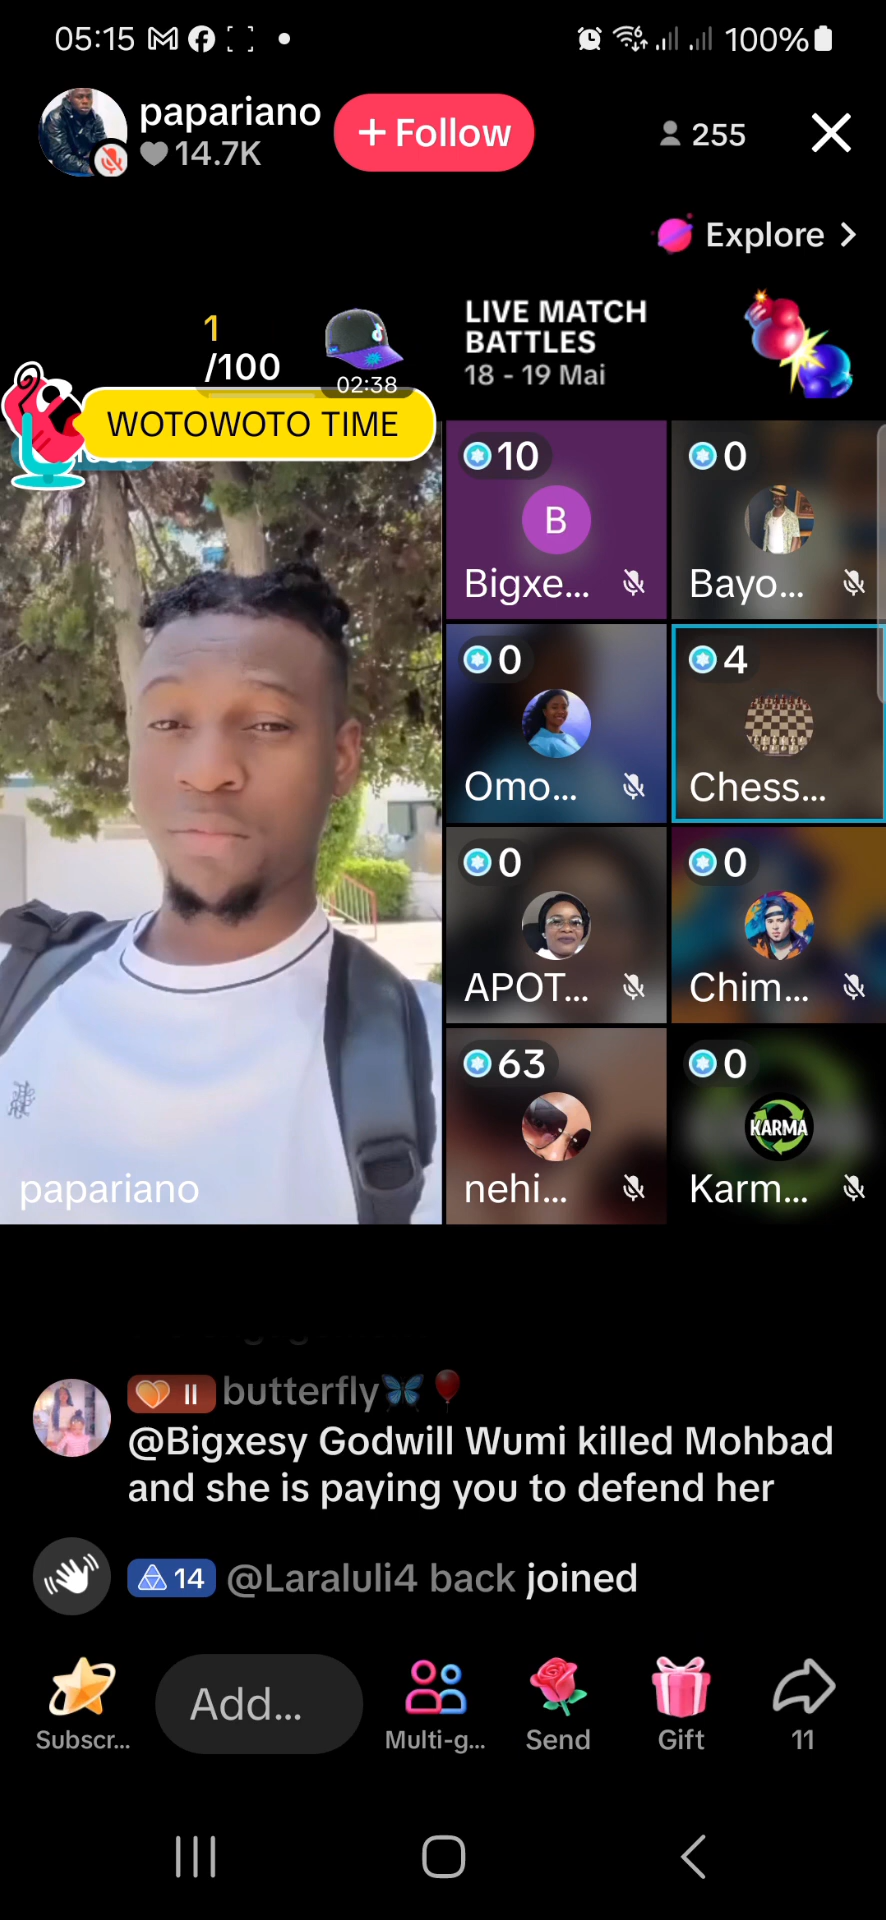 05:15
100%
papariano
14.7K
+ Follow
255
Explore
1
/100
02:38
LIVE MATCH
BATTLES
18 - 19 Mai
WOTOWOTO TIME
10
B
Bigxe...
0
Bayo...
0
Omo...
4
Chess...
0
APOT...
0
Chim...
63
nehi...
0
KARMA
Karm...
papariano
II butterfly🦋🎈
@Bigxesy Godwill Wumi killed Mohbad
and she is paying you to defend her
14 @Laraluli4 back joined
Add...
Subscr...
Multi-g...
Send
Gift
11